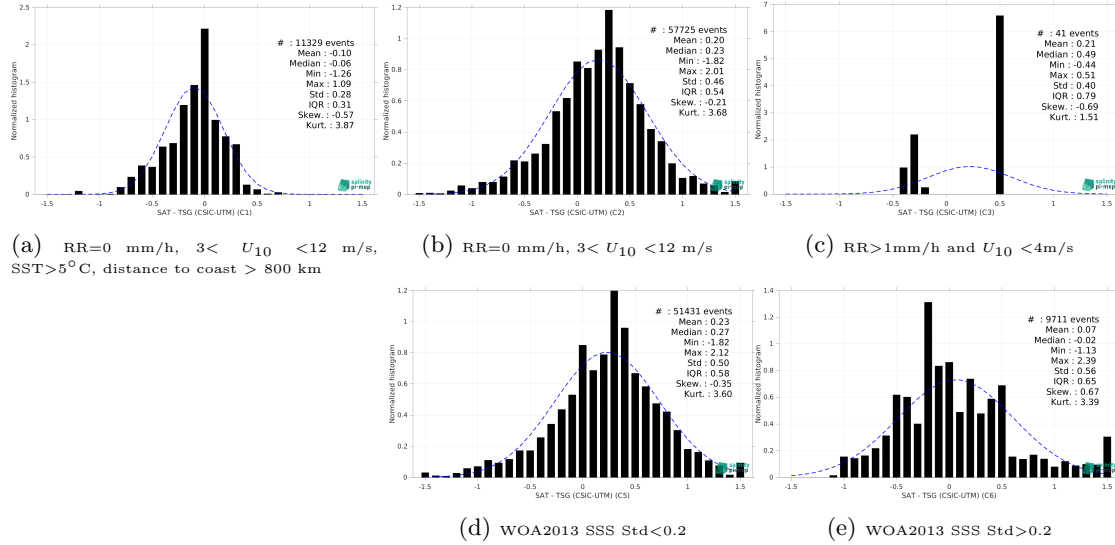 2.5
2
1.5
1
0.5
0
Normalized histogram
# : 11329 events
Mean : -0.10
Median : -0.06
Min : -1.26
Max : 1.09
Std : 0.28
IQR : 0.31
Skew. : -0.57
Kurt. : 3.87
salinity
pi-mep
-1.5 -1 -0.5 0 0.5 1 1.5
SAT - TSG (CSIC-UTM) (C1)
(a) RR=0 mm/h, 3< U10 <12 m/s,
SST>5°C, distance to coast > 800 km
1.2
1
0.8
0.6
0.4
0.2
0
Normalized histogram
# : 57725 events
Mean : 0.20
Median : 0.23
Min : -1.82
Max : 2.01
Std : 0.46
IQR : 0.54
Skew. : -0.21
Kurt. : 3.68
salinity
pi-mep
-1.5 -1 -0.5 0 0.5 1 1.5
SAT - TSG (CSIC-UTM) (C2)
(b) RR=0 mm/h, 3< U10 <12 m/s
7
6
5
4
3
2
1
0
Normalized histogram
# : 41 events
Mean : 0.21
Median : 0.49
Min : -0.44
Max : 0.51
Std : 0.40
IQR : 0.79
Skew. : -0.69
Kurt. : 1.51
salinity
pi-mep
-1.5 -1 -0.5 0 0.5 1 1.5
SAT - TSG (CSIC-UTM) (C3)
(c) RR>1mm/h and U10 <4m/s
1.2
1
0.8
0.6
0.4
0.2
0
Normalized histogram
# : 51431 events
Mean : 0.23
Median : 0.27
Min : -1.82
Max : 2.12
Std : 0.50
IQR : 0.58
Skew. : -0.35
Kurt. : 3.60
salinity
pi-mep
-1.5 -1 -0.5 0 0.5 1 1.5
SAT - TSG (CSIC-UTM) (C5)
(d) WOA2013 SSS Std<0.2
1.4
1.2
1
0.8
0.6
0.4
0.2
0
Normalized histogram
# : 9711 events
Mean : 0.07
Median : -0.02
Min : -1.13
Max : 2.39
Std : 0.56
IQR : 0.65
Skew. : 0.67
Kurt. : 3.39
salinity
pi-mep
-1.5 -1 -0.5 0 0.5 1 1.5
SAT - TSG (CSIC-UTM) (C6)
(e) WOA2013 SSS Std>0.2